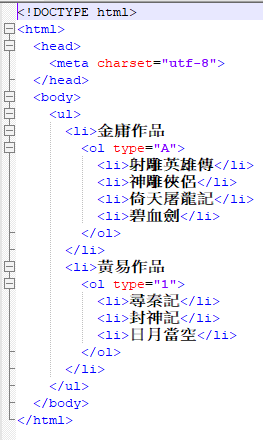 <!DOCTYPE html>
<html>
  <head>
    <meta charset="utf-8">
  </head>
  <body>
    <ul>
      <li>金庸作品
        <ol type="A">
          <li>射雕英雄傳</li>
          <li>神雕俠侶</li>
          <li>倚天屠龍記</li>
          <li>碧血劍</li>
        </ol>
      </li>
      <li>黃易作品
        <ol type="1">
          <li>尋秦記</li>
          <li>封神記</li>
          <li>日月當空</li>
        </ol>
      </li>
    </ul>
  </body>
</html>